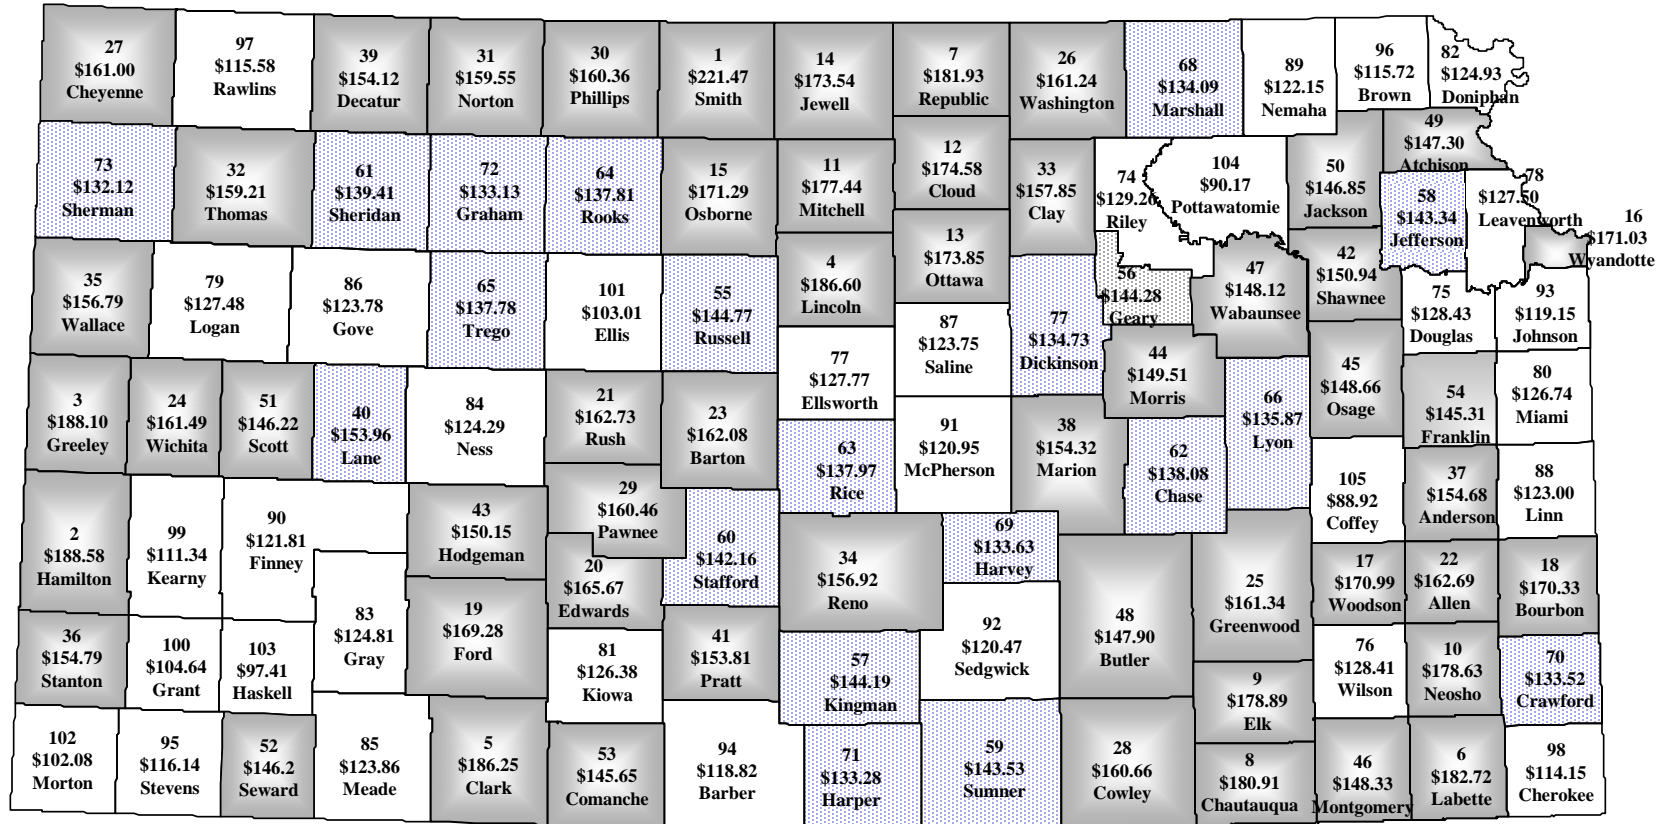 27
$161.00
Cheyenne
97
$115.58
Rawlins
39
$154.12
Decatur
31
$159.55
Norton
30
$160.36
Phillips
1
$221.47
Smith
14
$173.54
Jewell
7
$181.93
Republic
26
$161.24
Washington
68
$134.09
Marshall
89
$122.15
Nemaha
96
$115.72
Brown
82
$124.93
Doniphan
73
$132.12
Sherman
32
$159.21
Thomas
61
$139.41
Sheridan
72
$133.13
Graham
64
$137.81
Rooks
15
$171.29
Osborne
11
$177.44
Mitchell
12
$174.58
Cloud
33
$157.85
Clay
74
$129.26
Riley
104
$90.17
Pottawatomie
50
$146.85
Jackson
49
$147.30
Atchison
58
$143.34
Jefferson
78
$127.50
Leavenworth
16
$171.03
Wyandotte
35
$156.79
Wallace
79
$127.48
Logan
86
$123.78
Gove
65
$137.78
Trego
101
$103.01
Ellis
55
$144.77
Russell
4
$186.60
Lincoln
13
$173.85
Ottawa
87
$123.75
Saline
77
$134.73
Dickinson
56
$144.28
Geary
47
$148.12
Wabaunsee
42
$150.94
Shawnee
75
$128.43
Douglas
93
$119.15
Johnson
3
$188.10
Greeley
24
$161.49
Wichita
51
$146.22
Scott
40
$153.96
Lane
84
$124.29
Ness
21
$162.73
Rush
23
$162.08
Barton
77
$127.77
Ellsworth
63
$137.97
Rice
91
$120.95
McPherson
38
$154.32
Marion
44
$149.51
Morris
62
$138.08
Chase
66
$135.87
Lyon
45
$148.66
Osage
54
$145.31
Franklin
80
$126.74
Miami
2
$188.58
Hamilton
99
$111.34
Kearny
90
$121.81
Finney
43
$150.15
Hodgeman
29
$160.46
Pawnee
20
$165.67
Edwards
60
$142.16
Stafford
34
$156.92
Reno
69
$133.63
Harvey
105
$88.92
Coffey
37
$154.68
Anderson
88
$123.00
Linn
36
$154.79
Stanton
100
$104.64
Grant
103
$97.41
Haskell
83
$124.81
Gray
19
$169.28
Ford
81
$126.38
Kiowa
41
$153.81
Pratt
57
$144.19
Kingman
92
$120.47
Sedgwick
48
$147.90
Butler
25
$161.34
Greenwood
17
$170.99
Woodson
22
$162.69
Allen
18
$170.33
Bourbon
76
$128.41
Wilson
10
$178.63
Neosho
70
$133.52
Crawford
102
$102.08
Morton
95
$116.14
Stevens
52
$146.2
Seward
85
$123.86
Meade
5
$186.25
Clark
53
$145.65
Comanche
94
$118.82
Barber
71
$133.28
Harper
59
$143.53
Sumner
28
$160.66
Cowley
9
$178.89
Elk
8
$180.91
Chautauqua
46
$148.33
Montgomery
6
$182.72
Labette
98
$114.15
Cherokee